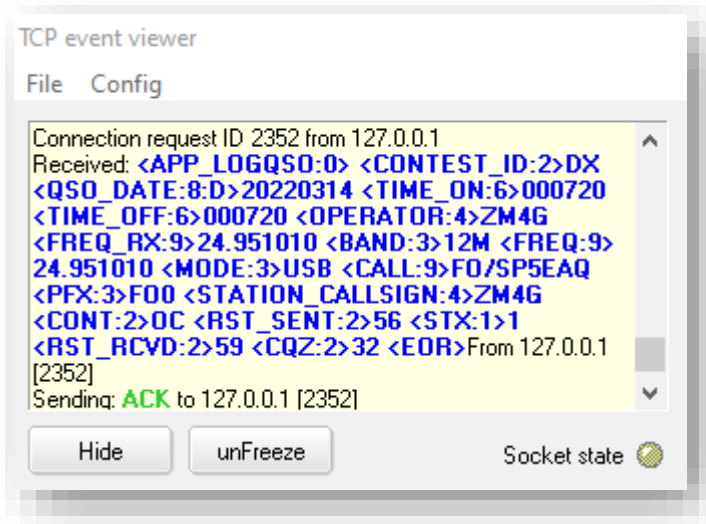 TCP event viewer
File Config
Connection request ID 2352 from 127.0.0.1
Received: <APP_LOGQSO:0> <CONTEST_ID:2>DX
<QSO_DATE:8:D>20220314 <TIME_ON:6>000720
<TIME_OFF:6>000720 <OPERATOR:4>ZM4G
<FREQ_RX:9>24.951010 <BAND:3>12M <FREQ:9>
24.951010 <MODE:3>USB <CALL:9>FO/SP5EAQ
<PFX:3>FO0 <STATION_CALLSIGN:4>ZM4G
<CONT:2>OC <RST_SENT:2>56 <STX:1>1
<RST_RCVD:2>59 <CQZ:2>32 <EOR>From 127.0.0.1
[2352]
Sending: ACK to 127.0.0.1 [2352]
Hide unFreeze Socket state